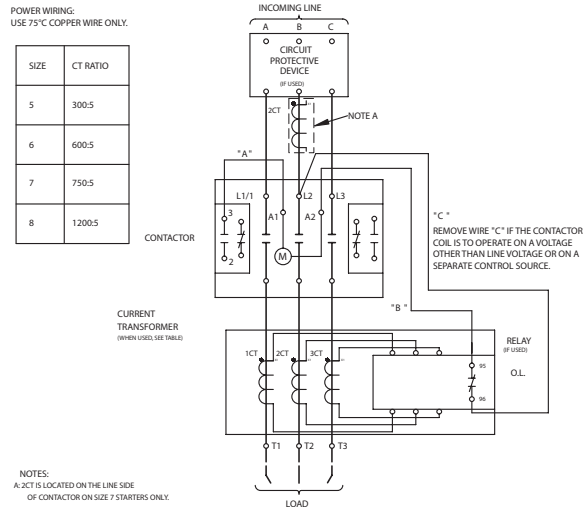 POWER WIRING:
USE 75°C COPPER WIRE ONLY.
SIZE CT RATIO
5 300:5
6 600:5
7 750:5
8 1200:5
INCOMING LINE
A B C
CIRCUIT
PROTECTIVE
DEVICE
(IF USED)
2CT
NOTE A
"A"
L1/1 L2 L3
3 A1 A2
2 M
CONTACTOR
"C "
REMOVE WIRE "C" IF THE CONTACTOR
COIL IS TO OPERATE ON A VOLTAGE
OTHER THAN LINE VOLTAGE OR ON A
SEPARATE CONTROL SOURCE.
"B "
CURRENT
TRANSFORMER
(WHEN USED, SEE TABLE)
1CT 2CT 3CT
RELAY
(IF USED)
O.L.
95
96
T1 T2 T3
LOAD
NOTES:
A: 2CT IS LOCATED ON THE LINE SIDE
OF CONTACTOR ON SIZE 7 STARTERS ONLY.